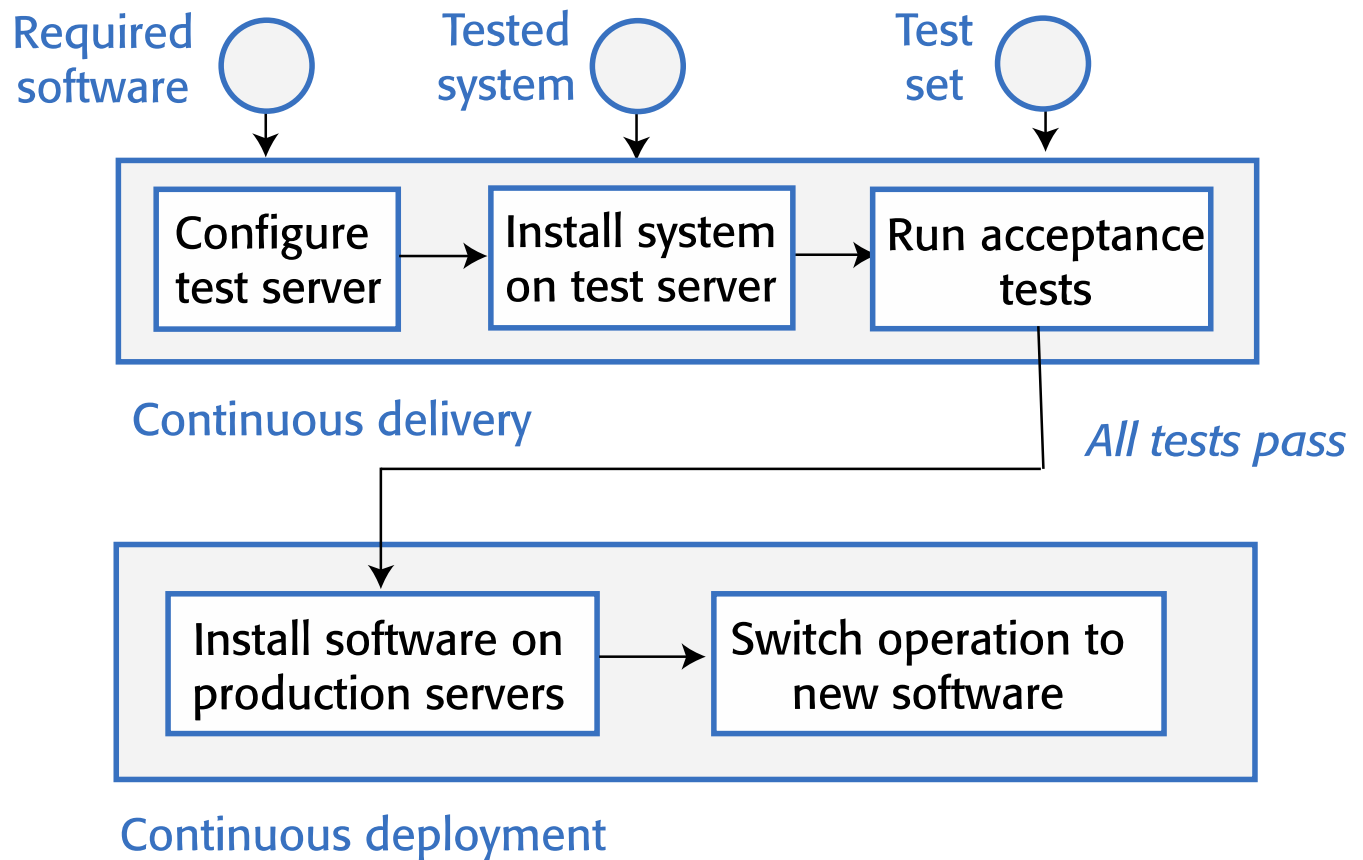 Required
software
Tested
system
Test
set
Configure
test server
Install system
on test server
Run acceptance
tests
Continuous delivery
All tests pass
Install software on
production servers
Switch operation to
new software
Continuous deployment